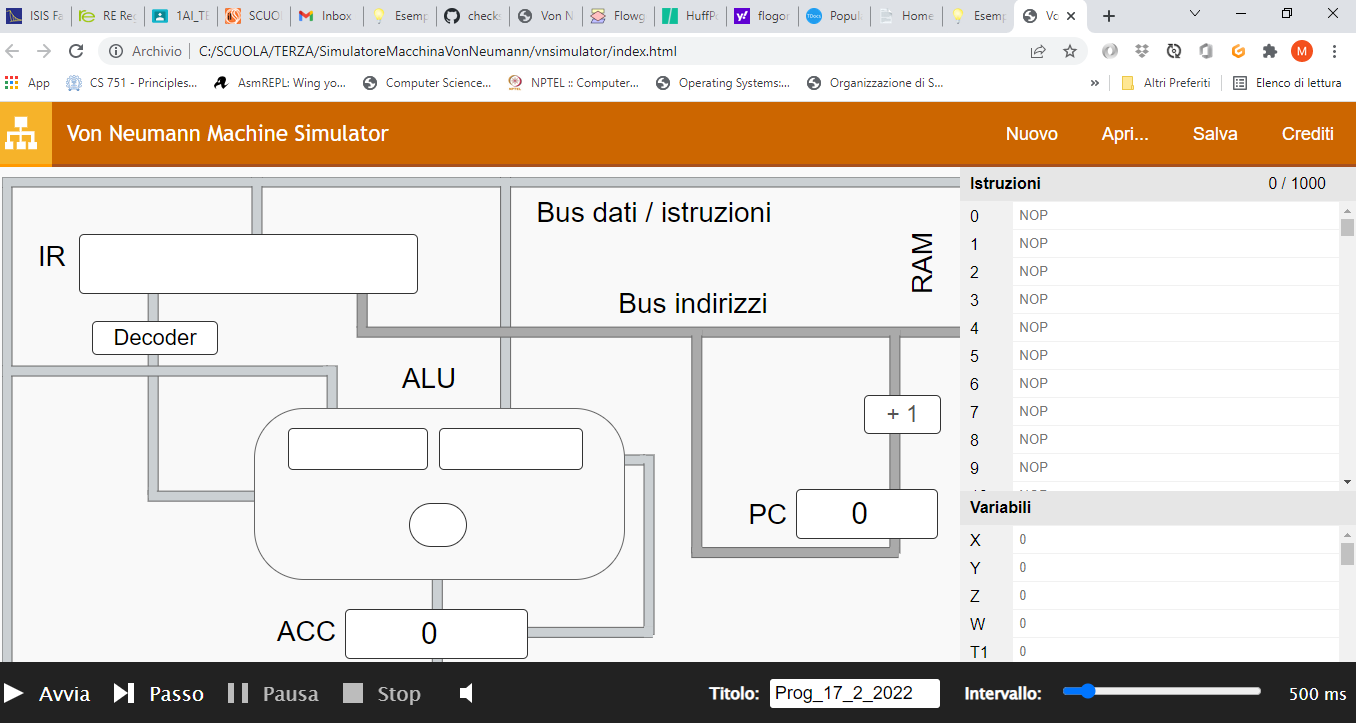 ISIS Fa RE Reg 1AI_TE SCUO Inbox Esemp check Von N Flowg HuffPo flogor Popula Home Esemp Vo
Archivio C:/SCUOLA/TERZA/SimulatoreMacchinaVonNeumann/vnsimulator/index.html M
App CS 751 - Principles... AsmREPL: Wing yo... Computer Science... NPTEL :: Computer... Operating Systems:... Organizzazione di S... » Altri Preferiti Elenco di lettura
Von Neumann Machine Simulator Nuovo Apri... Salva Crediti
Istruzioni 0 / 1000
Bus dati / istruzioni
IR
RAM
Bus indirizzi
Decoder
ALU
+ 1
PC 0
ACC 0
0 NOP
1 NOP
2 NOP
3 NOP
4 NOP
5 NOP
6 NOP
7 NOP
8 NOP
9 NOP
Variabili
X 0
Y 0
Z 0
W 0
T1 0
Avvia Passo Pausa Stop Titolo: Prog_17_2_2022 Intervallo: 500 ms